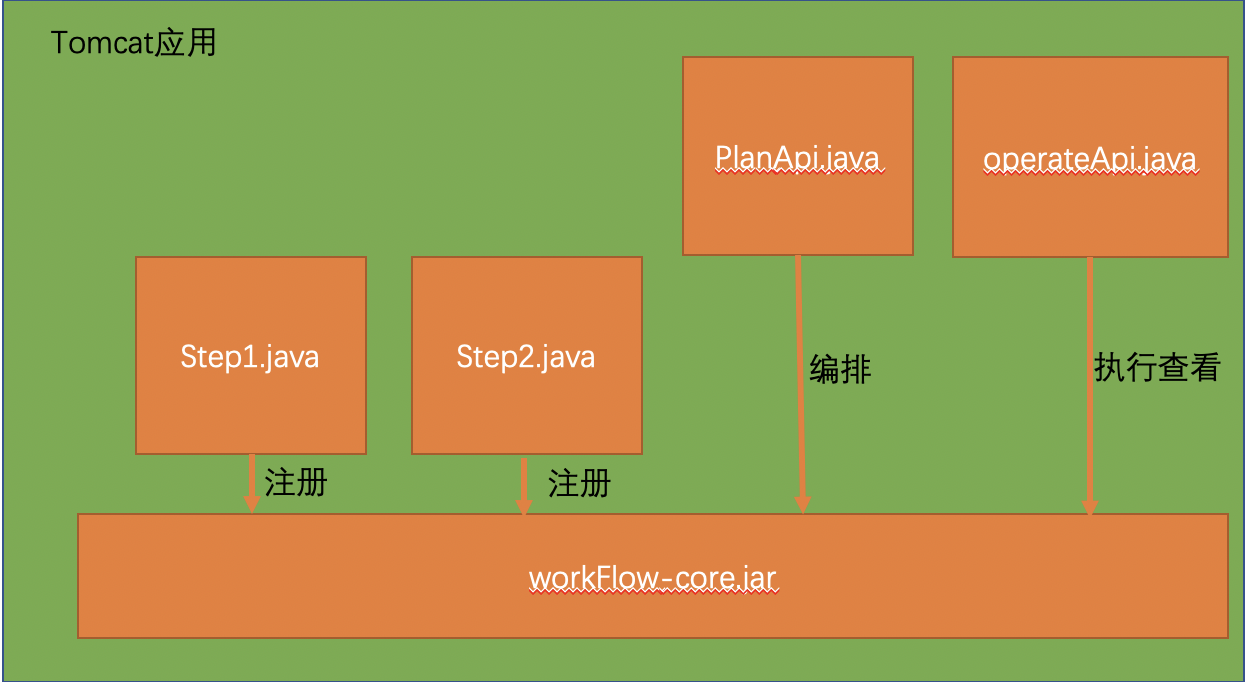 Tomcat应用
PlanApi.java
operateApi.java
Step1.java
Step2.java
编排
执行查看
注册
注册
workFlow-core.jar